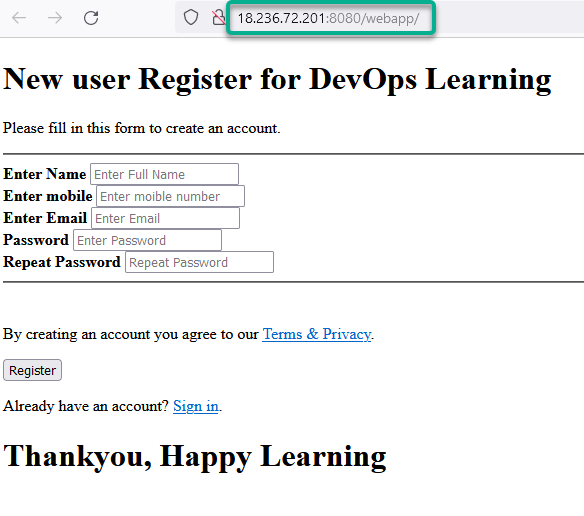 18.236.72.201:8080/webapp/
New user Register for DevOps Learning
Please fill in this form to create an account.
Enter Name Enter Full Name
Enter mobile Enter moible number
Enter Email Enter Email
Password Enter Password
Repeat Password Repeat Password
By creating an account you agree to our Terms & Privacy.
Register
Already have an account? Sign in.
Thankyou, Happy Learning